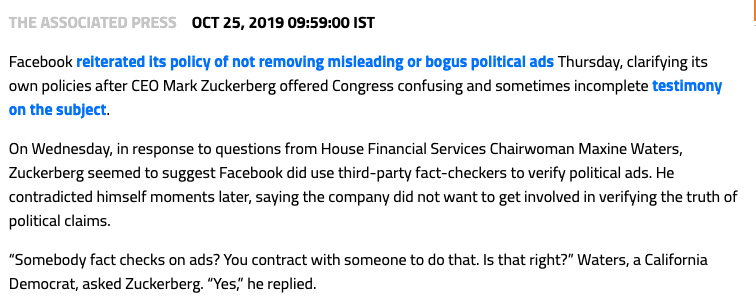 THE ASSOCIATED PRESS OCT 25, 2019 09:59:00 IST
Facebook reiterated its policy of not removing misleading or bogus political ads Thursday, clarifying its
own policies after CEO Mark Zuckerberg offered Congress confusing and sometimes incomplete testimony
on the subject.
On Wednesday, in response to questions from House Financial Services Chairwoman Maxine Waters,
Zuckerberg seemed to suggest Facebook did use third-party fact-checkers to verify political ads. He
contradicted himself moments later, saying the company did not want to get involved in verifying the truth of
political claims.
“Somebody fact checks on ads? You contract with someone to do that. Is that right?” Waters, a California
Democrat, asked Zuckerberg. “Yes,” he replied.